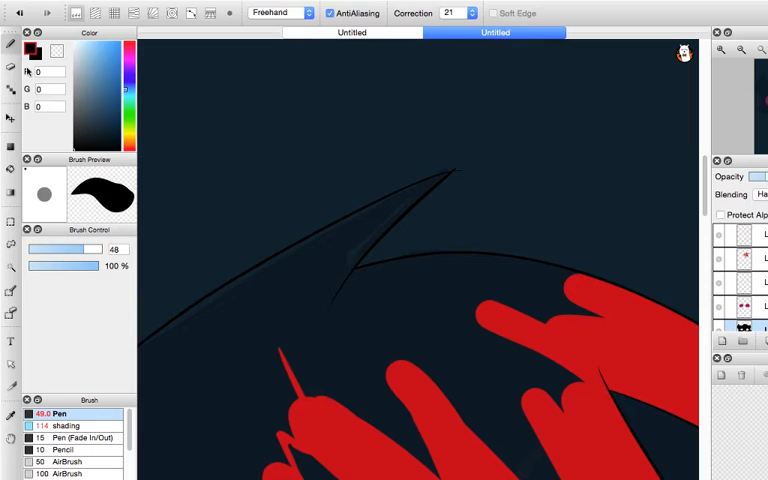 Freehand AntiAliasing Correction 21 Soft Edge
Color Untitled Untitled
0
G 0
B 0
Brush Preview
Opacity
Blending
Protect Alp
Brush Control
48
100 %
Brush
49.0 Pen
114 shading
15 Pen (Fade In/Out)
10 Pencil
50 AirBrush
100 AirBrush